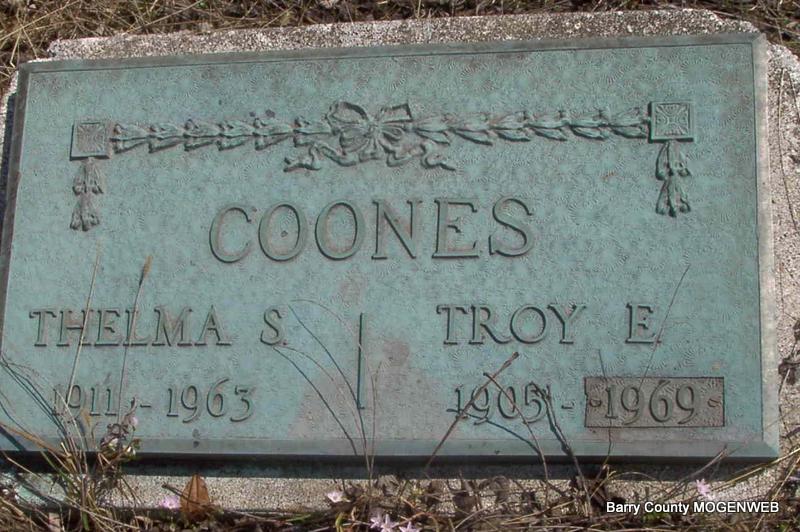 COONES
THELMA S. TROY E.
1911 - 1963 1905 - 1969
Barry County MOGENWEB